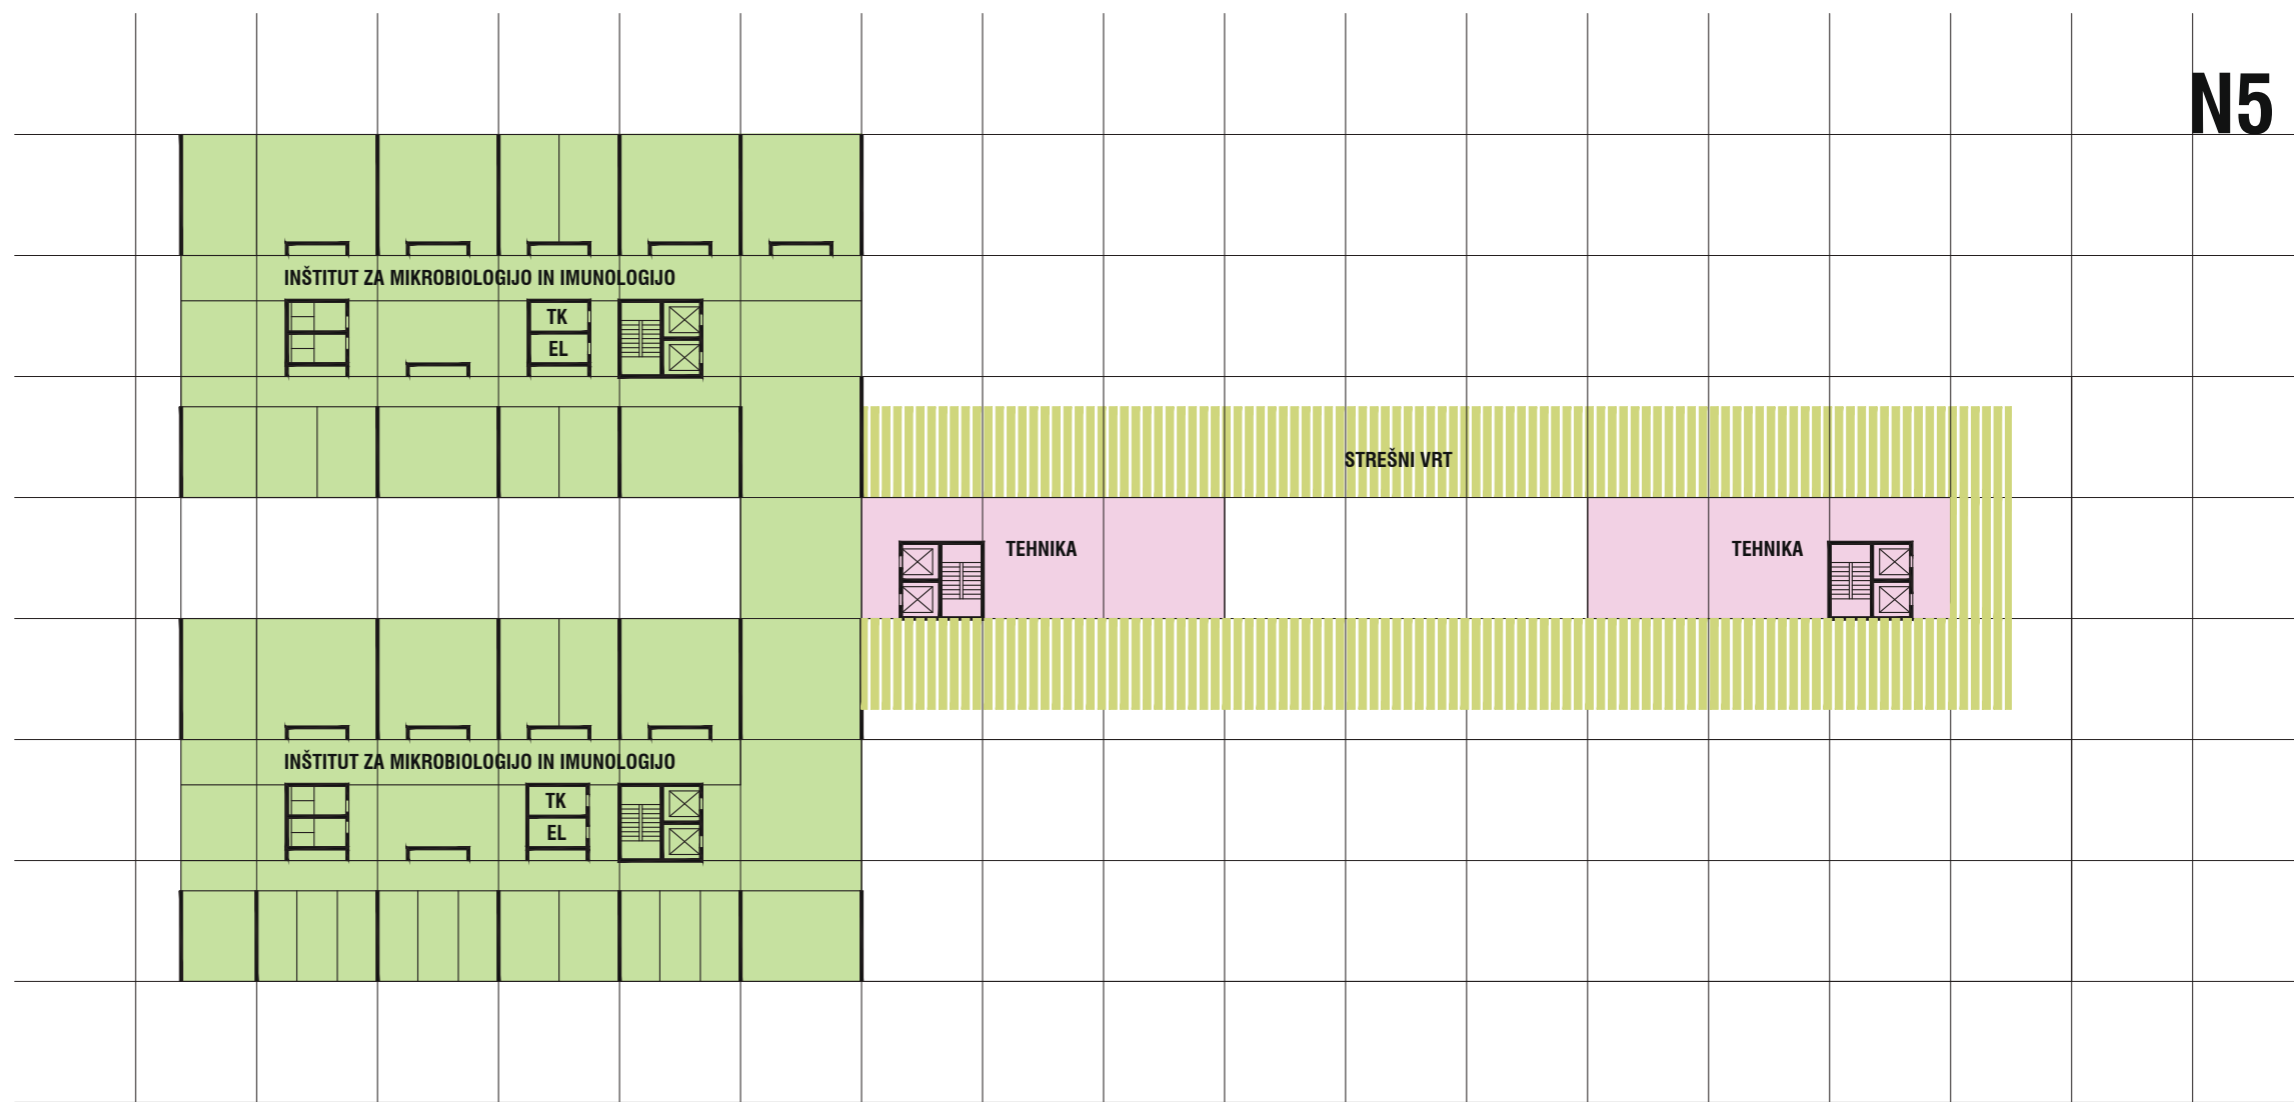 N5
INŠTITUT ZA MIKROBIOLOGIJO IN IMUNOLOGIJO
TK
EL
STREŠNI VRT
TEHNIKA
TEHNIKA
INŠTITUT ZA MIKROBIOLOGIJO IN IMUNOLOGIJO
TK
EL